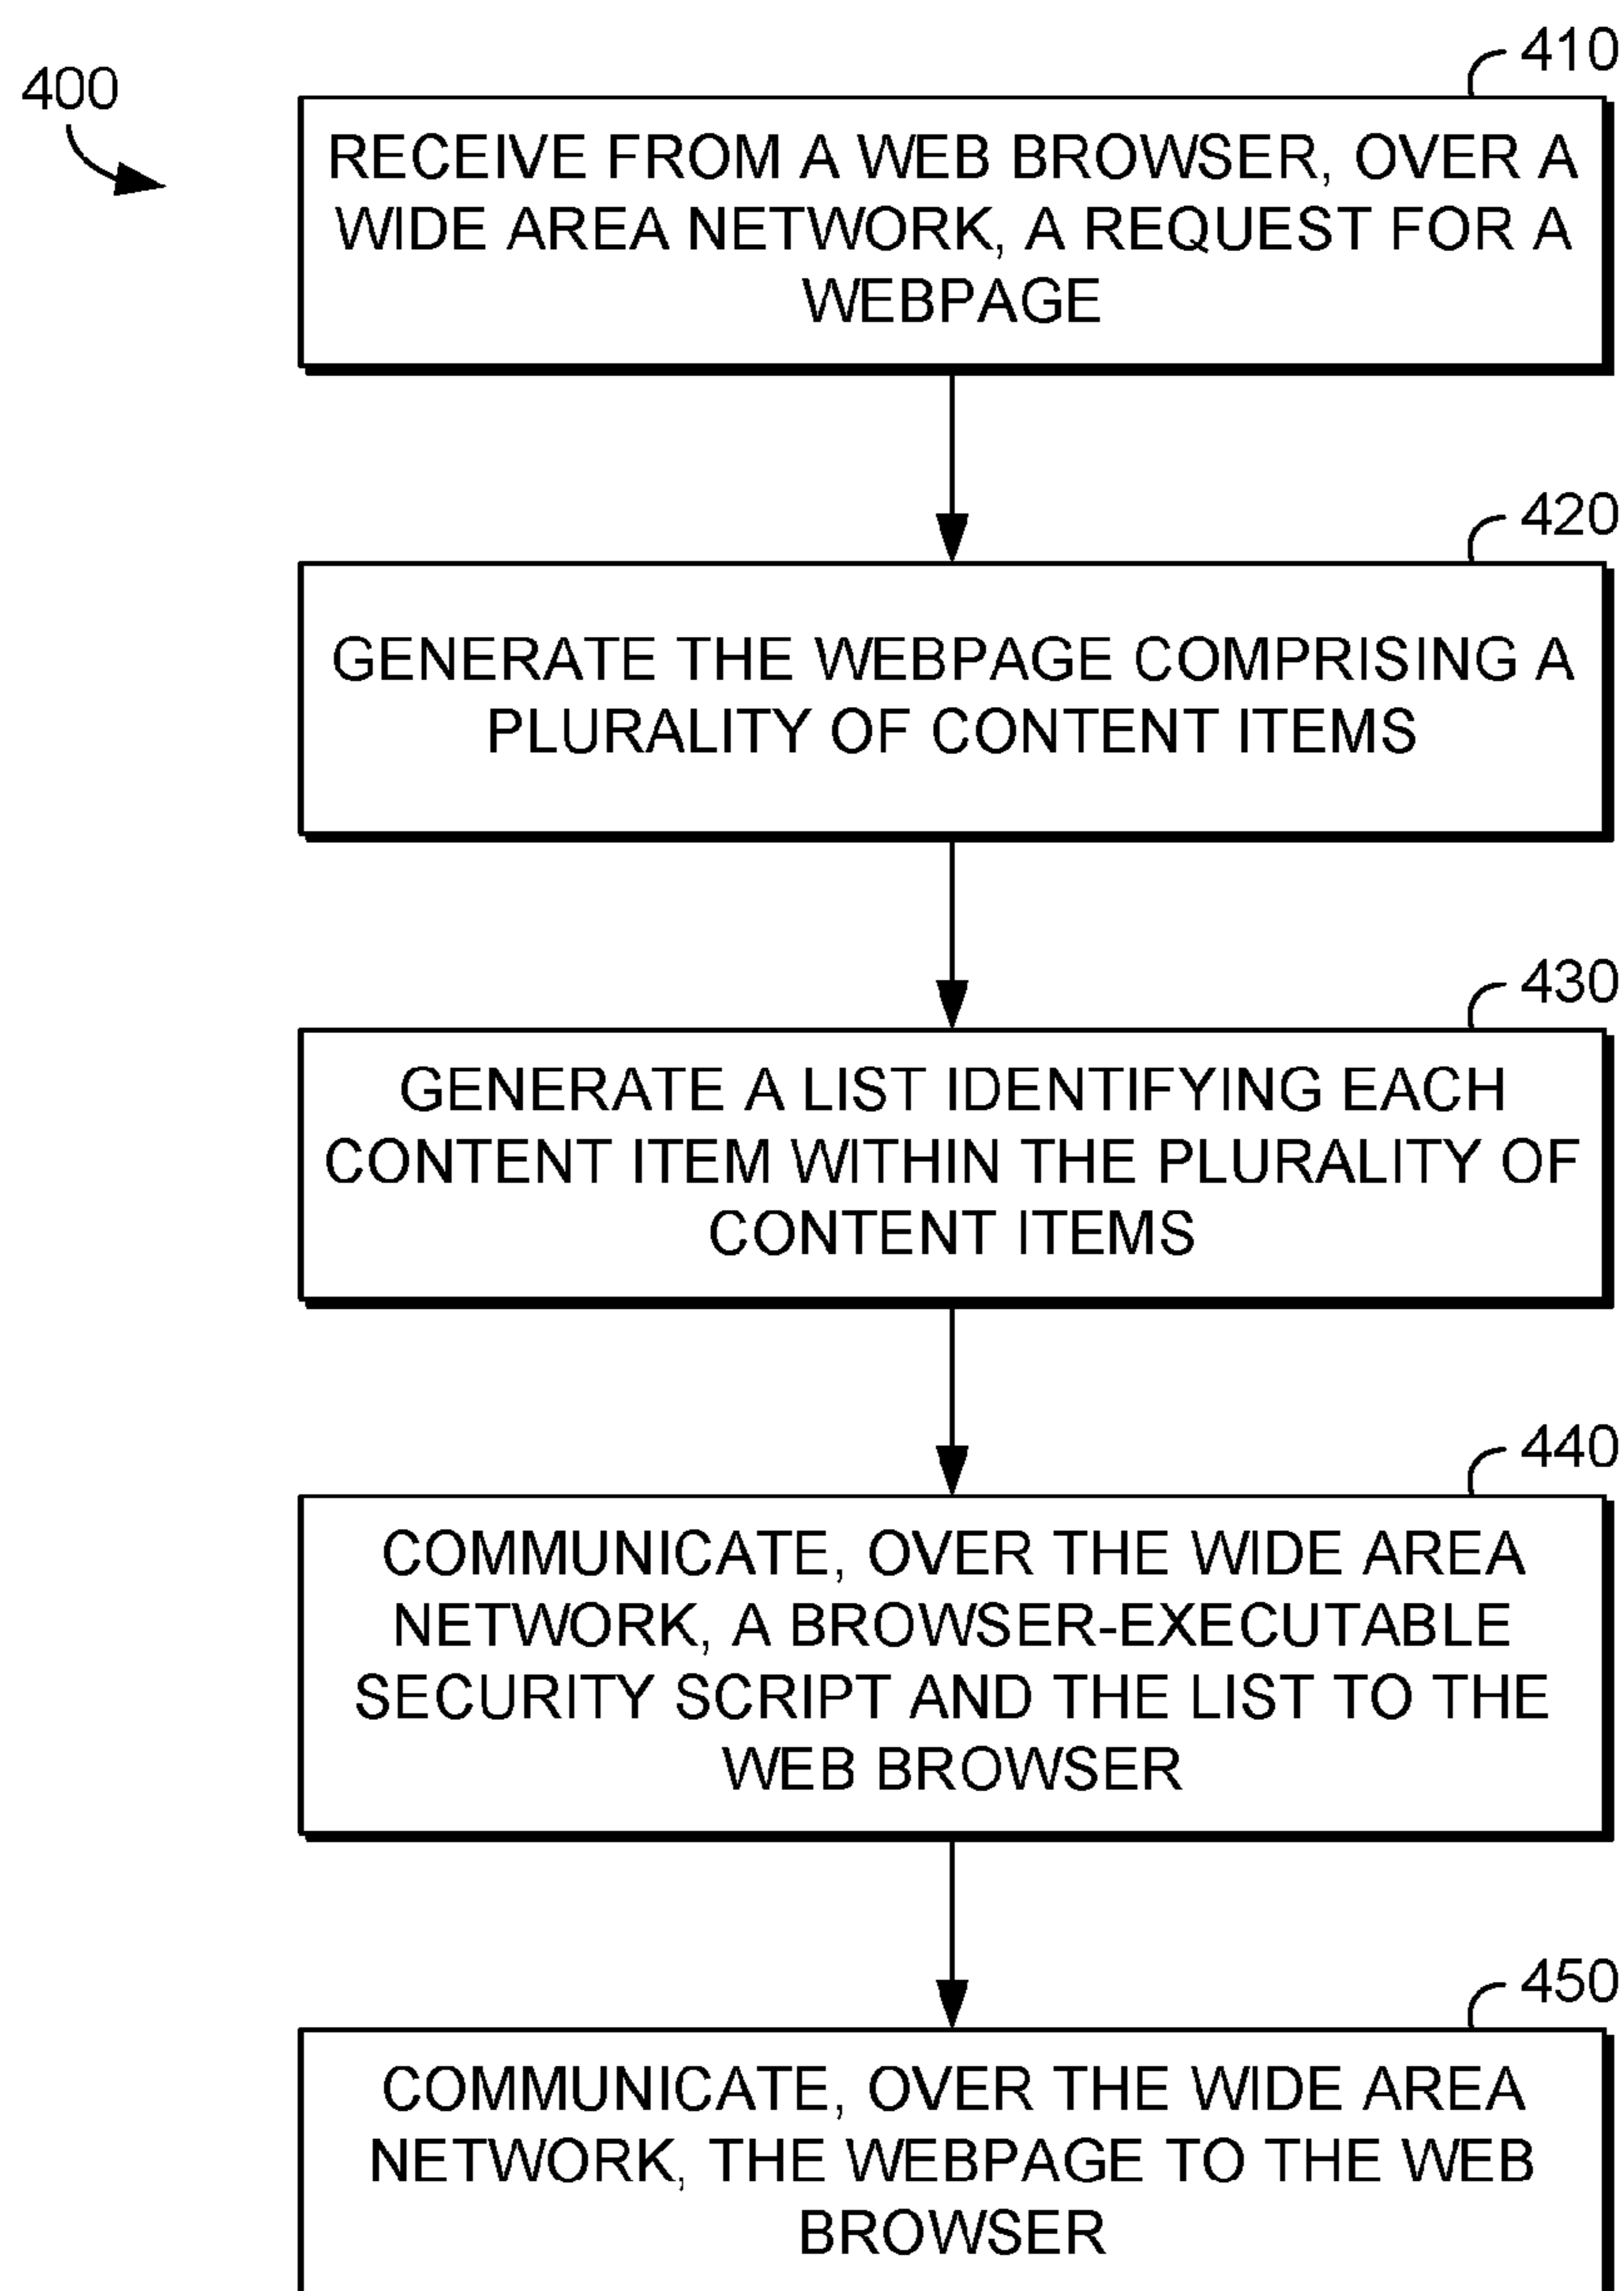 400
410
RECEIVE FROM A WEB BROWSER, OVER A
WIDE AREA NETWORK, A REQUEST FOR A
WEBPAGE
420
GENERATE THE WEBPAGE COMPRISING A
PLURALITY OF CONTENT ITEMS
430
GENERATE A LIST IDENTIFYING EACH
CONTENT ITEM WITHIN THE PLURALITY OF
CONTENT ITEMS
440
COMMUNICATE, OVER THE WIDE AREA
NETWORK, A BROWSER-EXECUTABLE
SECURITY SCRIPT AND THE LIST TO THE
WEB BROWSER
450
COMMUNICATE, OVER THE WIDE AREA
NETWORK, THE WEBPAGE TO THE WEB
BROWSER